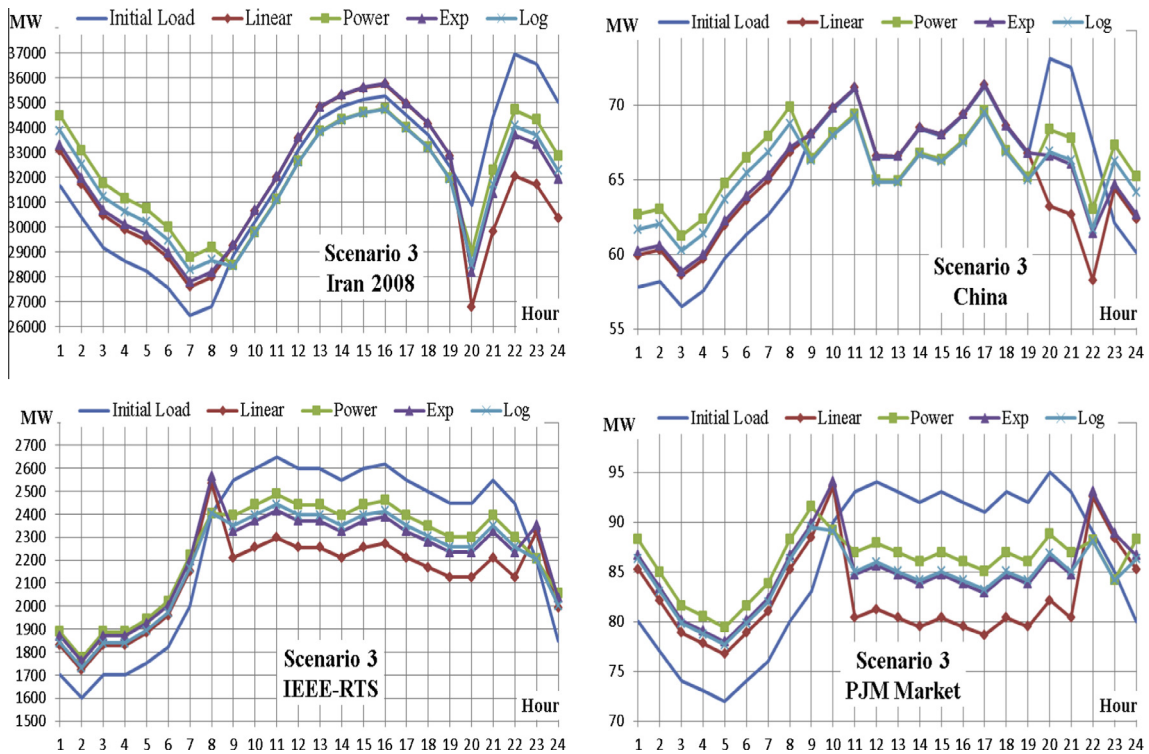 MW
Initial Load Linear Power Exp Log
37000
36000
35000
34000
33000
32000
31000
30000
29000
28000
27000
26000
Scenario 3
Iran 2008
Hour
1 2 3 4 5 6 7 8 9 10 11 12 13 14 15 16 17 18 19 20 21 22 23 24
MW
Initial Load Linear Power Exp Log
70
65
60
55
Scenario 3
China
Hour
1 2 3 4 5 6 7 8 9 10 11 12 13 14 15 16 17 18 19 20 21 22 23 24
MW
Initial Load Linear Power Exp Log
2700
2600
2500
2400
2300
2200
2100
2000
1900
1800
1700
1600
1500
Scenario 3
IEEE-RTS
Hour
1 2 3 4 5 6 7 8 9 10 11 12 13 14 15 16 17 18 19 20 21 22 23 24
MW
Initial Load Linear Power Exp Log
95
90
85
80
75
70
Scenario 3
PJM Market
Hour
1 2 3 4 5 6 7 8 9 10 11 12 13 14 15 16 17 18 19 20 21 22 23 24